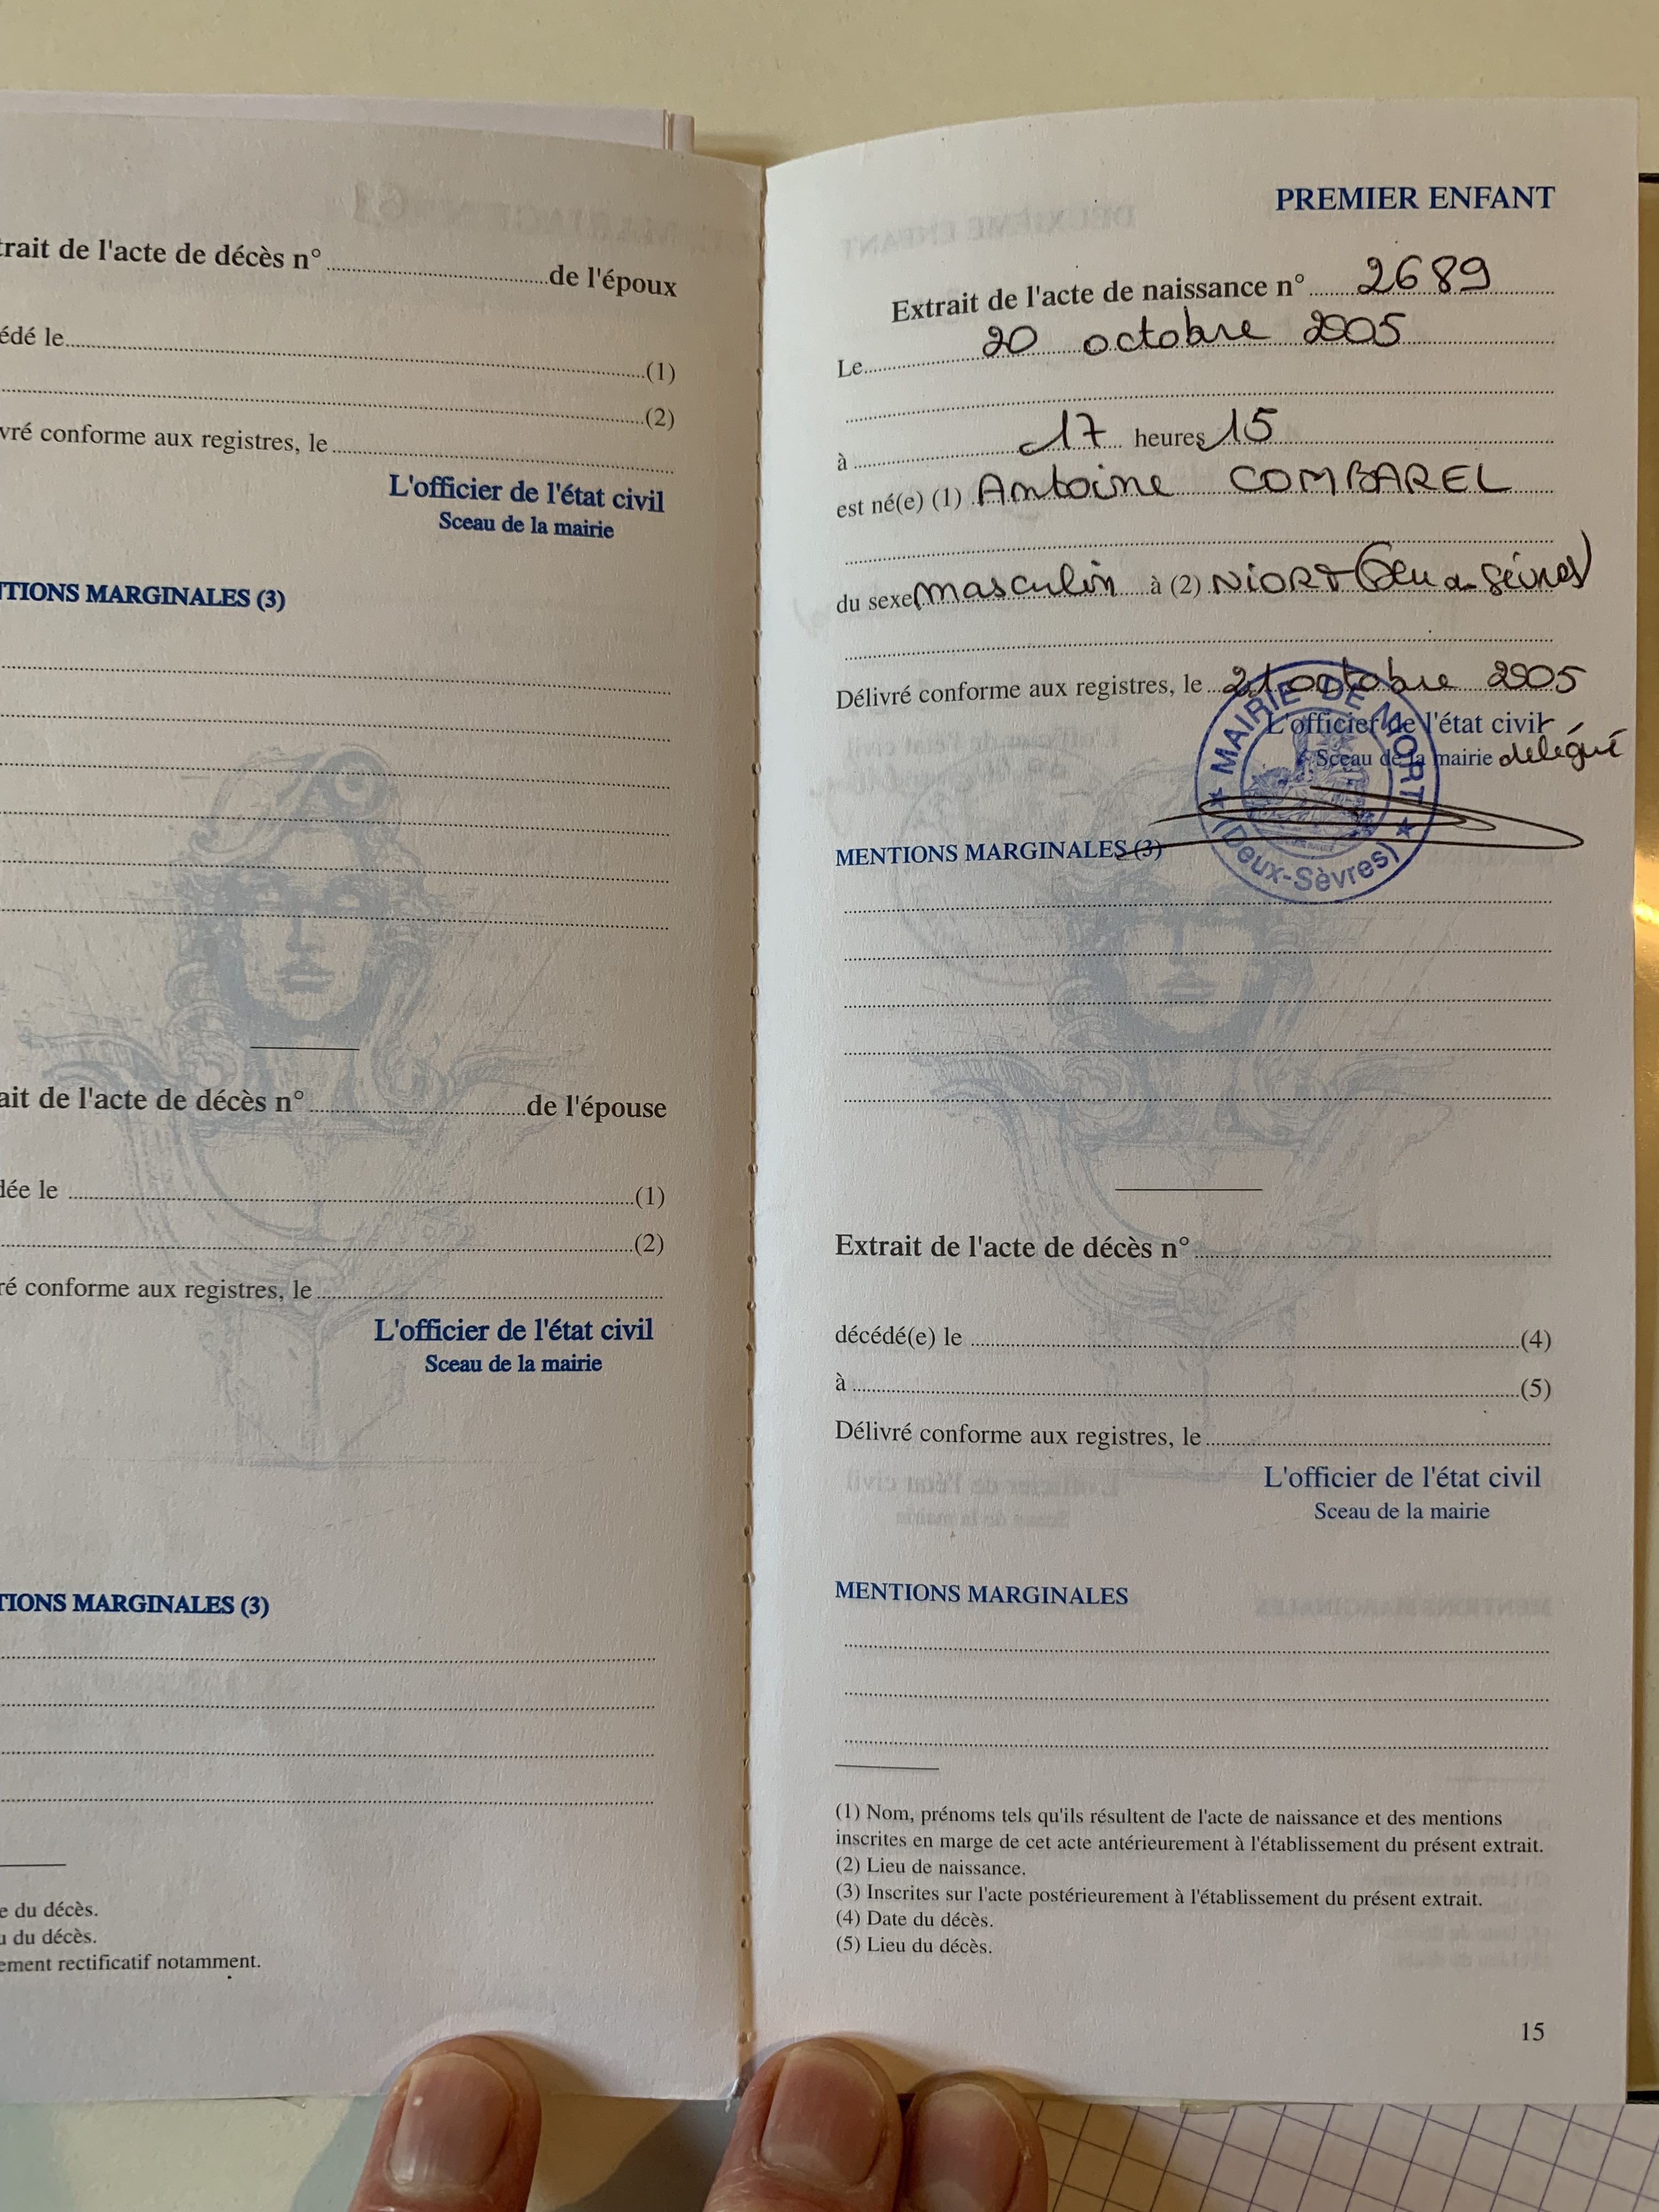 trait de l'acte de décès n°..........de l'époux
édé le..........(1)
..........(2)
vré conforme aux registres, le..........
L'officier de l'état civil
Sceau de la mairie
TIONS MARGINALES (3)
ait de l'acte de décès n°..........de l'épouse
dée le ..........(1)
..........(2)
ré conforme aux registres, le..........
L'officier de l'état civil
Sceau de la mairie
TIONS MARGINALES (3)
e du décès.
u du décès.
ement rectificatif notamment.
PREMIER ENFANT
Extrait de l'acte de naissance n° 2689
Le 20 octobre 2005
à 17 heures 15
est né(e) (1) Antoine COMBAREL
du sexe masculin à (2) NIORT (Deux-Sèvres)
Délivré conforme aux registres, le 21 octobre 2005
L'officier de l'état civil
Sceau de la mairie délégué
MAIRIE DE NIORT
(Deux-Sèvres)
MENTIONS MARGINALES (3)
Extrait de l'acte de décès n°..........
décédé(e) le ..........(4)
à ..........(5)
Délivré conforme aux registres, le..........
L'officier de l'état civil
Sceau de la mairie
MENTIONS MARGINALES
(1) Nom, prénoms tels qu'ils résultent de l'acte de naissance et des mentions
inscrites en marge de cet acte antérieurement à l'établissement du présent extrait.
(2) Lieu de naissance.
(3) Inscrites sur l'acte postérieurement à l'établissement du présent extrait.
(4) Date du décès.
(5) Lieu du décès.
15